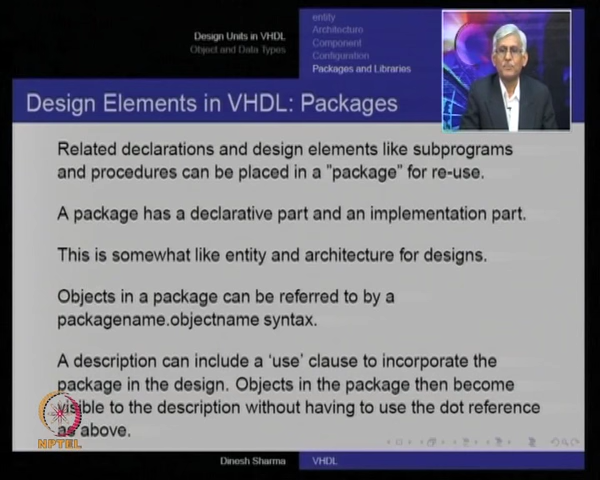 Design Units in VHDL
Object and Data Types
entity
Architecture
Component
Configuration
Packages and Libraries
Design Elements in VHDL: Packages
Related declarations and design elements like subprograms
and procedures can be placed in a "package" for re-use.
A package has a declarative part and an implementation part.
This is somewhat like entity and architecture for designs.
Objects in a package can be referred to by a
packagename.objectname syntax.
A description can include a ‘use’ clause to incorporate the
package in the design. Objects in the package then become
visible to the description without having to use the dot reference
as above.
NPTEL
Dinesh Sharma
VHDL